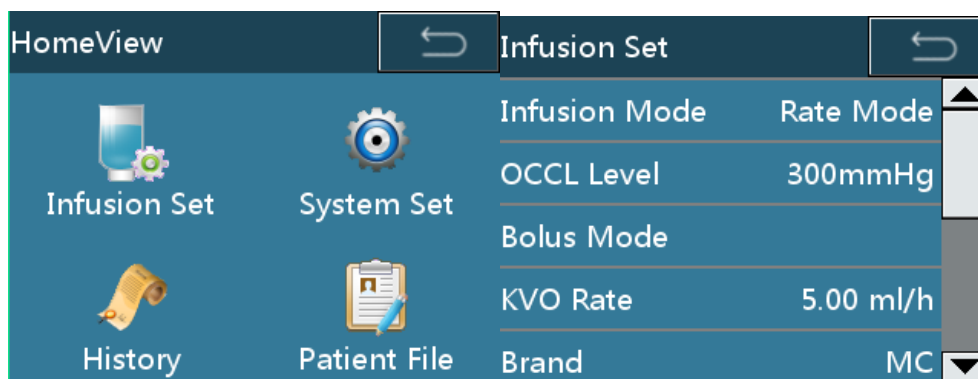 HomeView
Infusion Set
System Set
History
Patient File
Infusion Set
Infusion Mode Rate Mode
OCCL Level 300mmHg
Bolus Mode
KVO Rate 5.00 ml/h
Brand MC